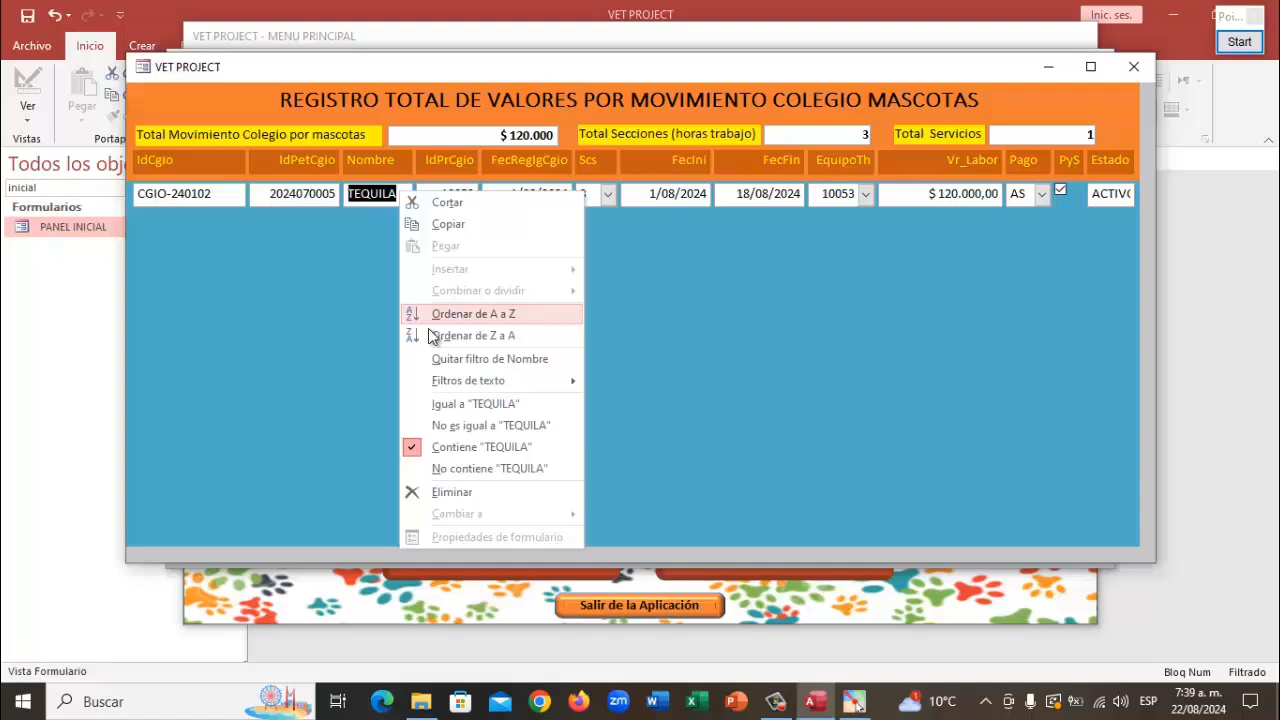 VET PROJECT
Inic. ses.
Poi...
Archivo
Inicio
Crear
Start
Ver
Pegar
Vistas
Portap
VET PROJECT - MENU PRINCIPAL
VET PROJECT
REGISTRO TOTAL DE VALORES POR MOVIMIENTO COLEGIO MASCOTAS
Total Movimiento Colegio por mascotas
$ 120.000
Total Secciones (horas trabajo)
3
Total Servicios
1
IdCgio
IdPetCgio
Nombre
IdPrCgio
FecRegIgCgio
Scs
FecIni
FecFin
EquipoTh
Vr_Labor
Pago
PyS
Estado
CGIO-240102
2024070005
TEQUILA
1/08/2024
18/08/2024
10053
$ 120.000,00
AS
ACTIVO
Todos los obj
inicial
Formularios
PANEL INICIAL
Cortar
Copiar
Pegar
Insertar
Combinar o dividir
Ordenar de A a Z
Ordenar de Z a A
Quitar filtro de Nombre
Filtros de texto
Igual a "TEQUILA"
No es igual a "TEQUILA"
Contiene "TEQUILA"
No contiene "TEQUILA"
Eliminar
Cambiar a
Propiedades de formulario
Salir de la Aplicación
Vista Formulario
Bloq Num
Filtrado
Buscar
10°C
ESP
7:39 a. m.
22/08/2024